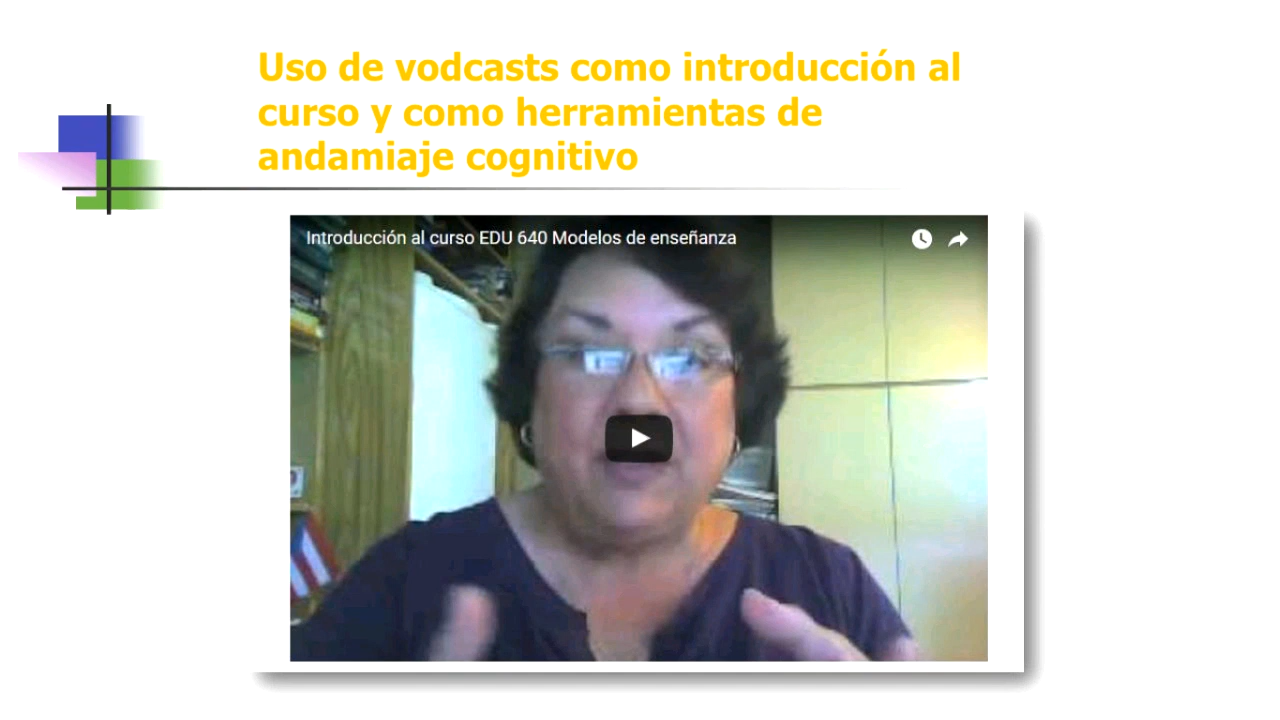 Uso de vodcasts como introducción al
curso y como herramientas de
andamiaje cognitivo
Introducción al curso EDU 640 Modelos de enseñanza